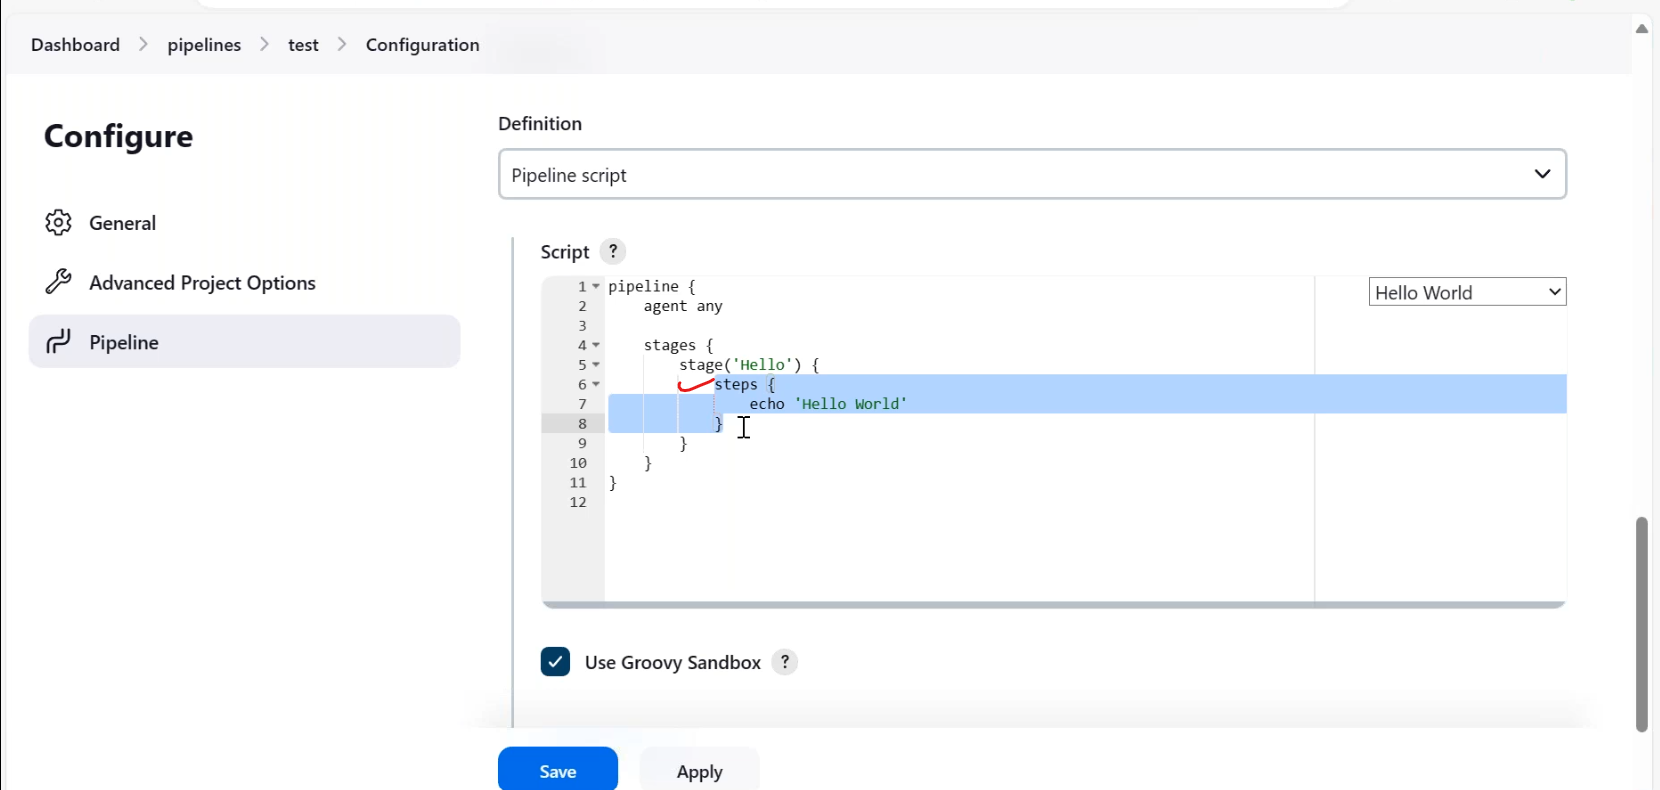 Dashboard > pipelines > test > Configuration
Configure
General
Advanced Project Options
Pipeline
Definition
Pipeline script
Script ?
Hello World
1 pipeline {
2     agent any
3
4     stages {
5         stage('Hello') {
6             steps {
7                 echo 'Hello World'
8             }
9         }
10     }
11 }
12
Use Groovy Sandbox ?
Save Apply